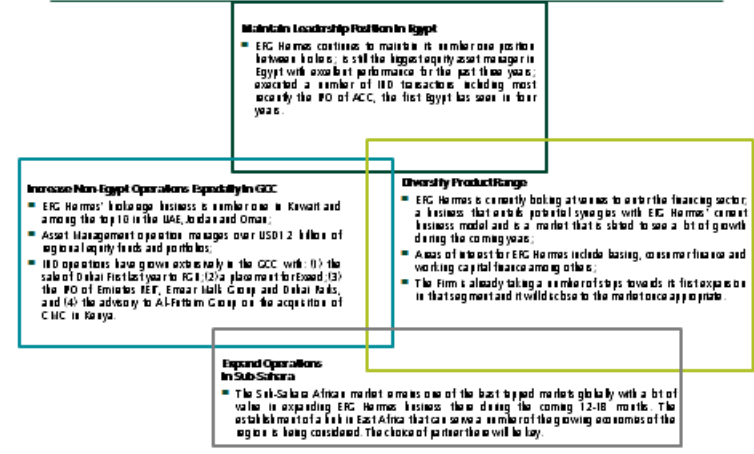 Maintain Leadership Position in Egypt
EFG Hermes continues to maintain its number one position
between brokers; is still the biggest equity asset manager in
Egypt with excellent performance for the past three years;
executed a number of IBD transactions including most
recently the IPO of ACC, the first Egypt has seen in four
years.
Increase Non-Egypt Operations Especially in GCC
EFG Hermes' brokerage business is number one in Kuwait and
among the top 10 in the UAE, Jordan and Oman;
Asset Management operation manages over USD1.2 billion of
regional equity funds and portfolios;
IBD operations have grown extensively in the GCC with: (1) the
sale of Dubai First last year to FGB; (2) a placement for Exeed; (3)
the IPO of Emirates REIT, Emaar Malls Group and Dubai Parks,
and (4) the advisory to Al-Futtaim Group on the acquisition of
CMC in Kenya.
Diversify Product Range
EFG Hermes is currently looking at venues to enter the financing sector,
a business that entails potential synergies with EFG Hermes' current
business model and is a market that is slated to see a lot of growth
during the coming years;
Areas of interest for EFG Hermes include leasing, consumer finance and
working capital finance among others;
The Firm is already taking a number of steps towards its first expansion
in that segment and it will disclose to the market once appropriate.
Expand Operations
in Sub-Sahara
The Sub-Sahara African market remains one of the least tapped markets globally with a lot of
value in expanding EFG Hermes business there during the coming 12-18 months. The
establishment of a hub in East Africa that can serve a number of the growing economies of the
region is being considered. The choice of partner there will be key.